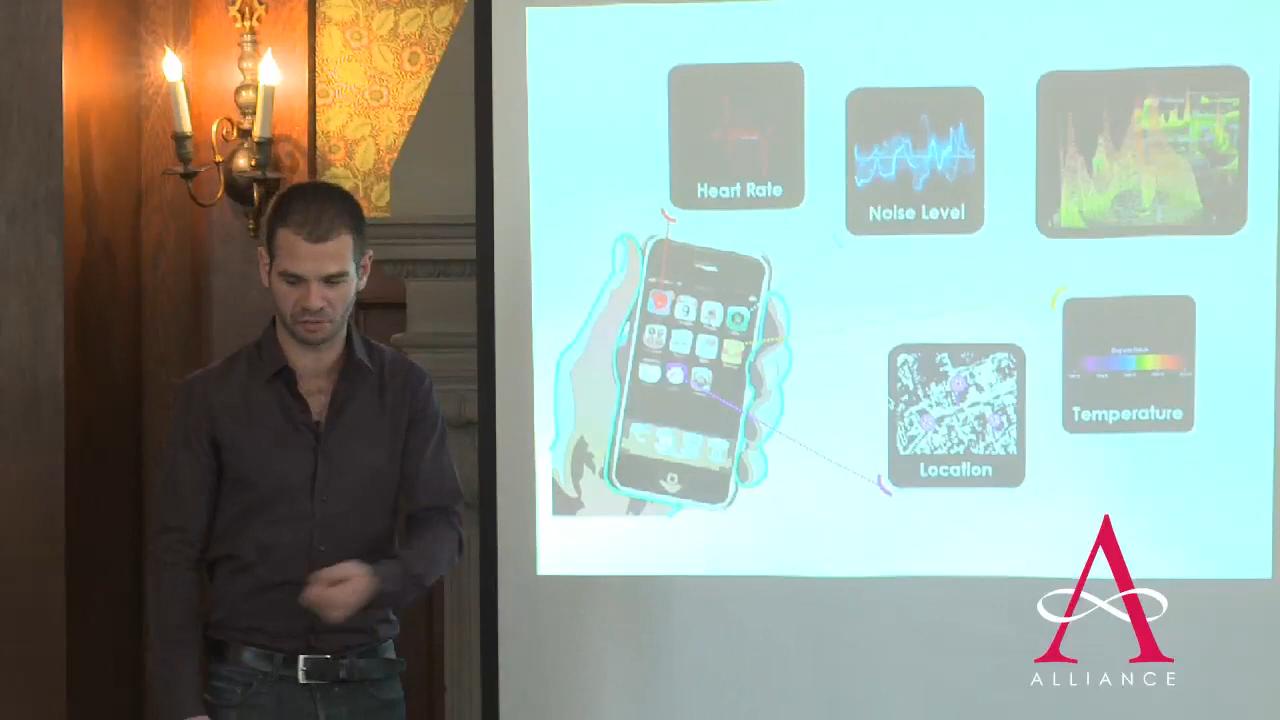 Heart Rate
Noise Level
Temperature
Location
A
ALLIANCE